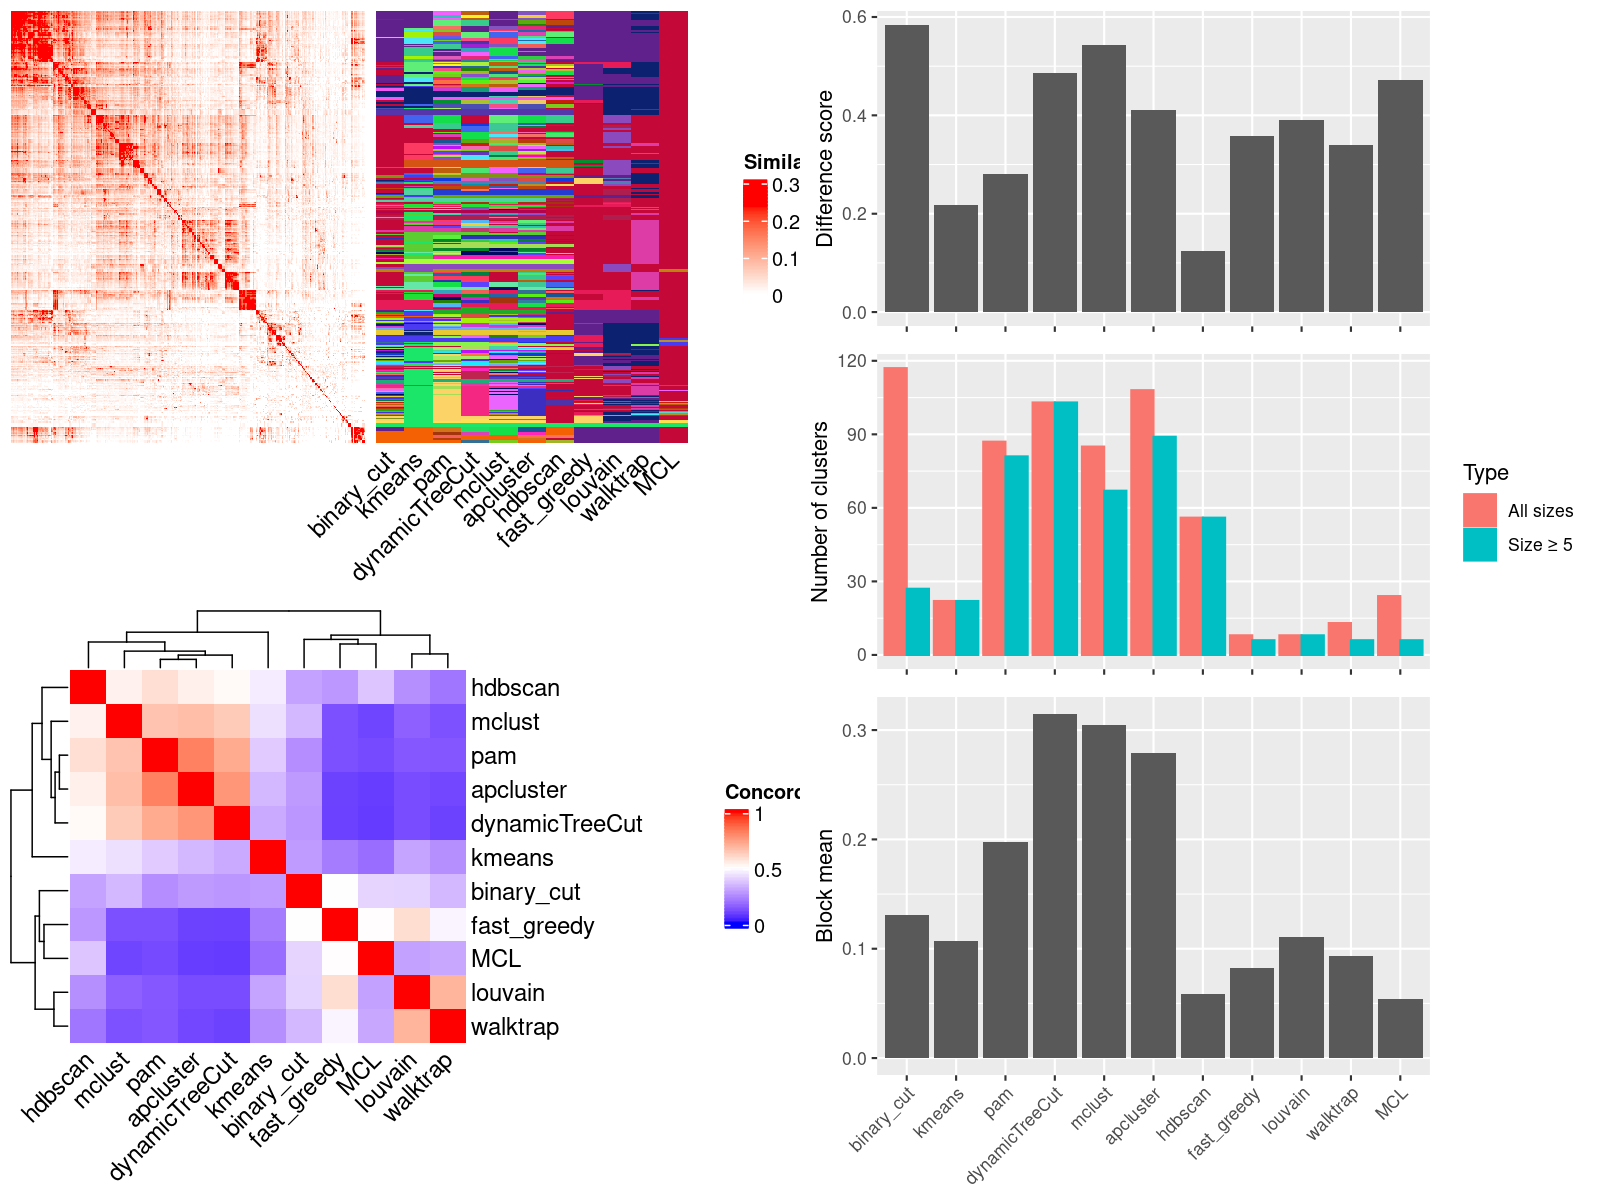 Simila
0.3
0.2
0.1
0
binary_cut
kmeans
pam
dynamicTreeCut
mclust
apcluster
hdbscan
fast_greedy
louvain
walktrap
MCL
hdbscan
mclust
pam
apcluster
dynamicTreeCut
kmeans
binary_cut
fast_greedy
MCL
louvain
walktrap
hdbscan
mclust
pam
apcluster
dynamicTreeCut
kmeans
binary_cut
fast_greedy
MCL
louvain
walktrap
Concord
1
0.5
0
Difference score
0.6
0.4
0.2
0.0
Number of clusters
120
90
60
30
0
Type
All sizes
Size ≥ 5
Block mean
0.3
0.2
0.1
0.0
binary_cut
kmeans
pam
dynamicTreeCut
mclust
apcluster
hdbscan
fast_greedy
louvain
walktrap
MCL